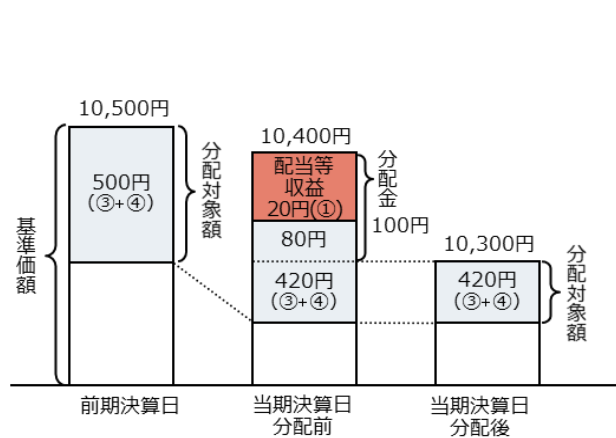 10,500円
500円
(③+④)
分配対象額
基準価額
前期決算日
10,400円
配当等
収益
20円(①)
80円
420円
(③+④)
分配金
100円
当期決算日
分配前
10,300円
420円
(③+④)
分配対象額
当期決算日
分配後